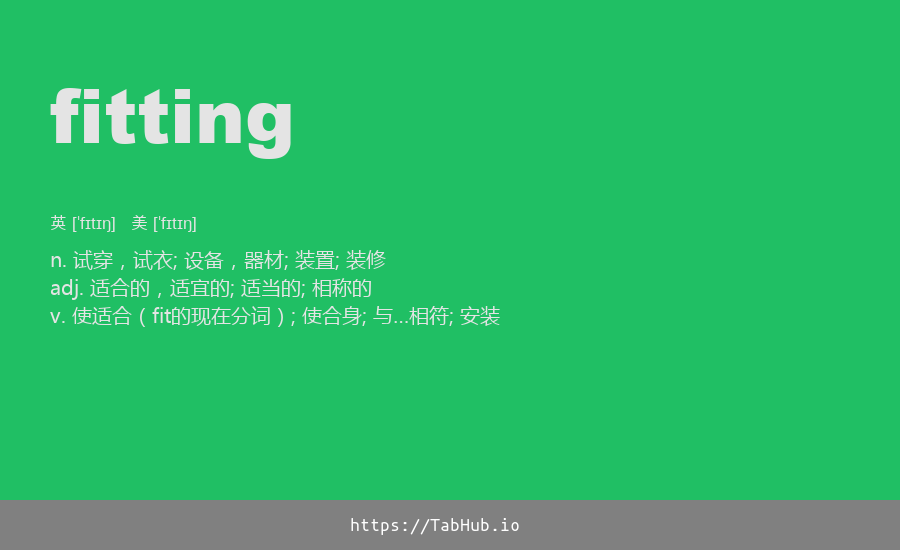 fitting
英 [ˈfɪtɪŋ]   美 [ˈfɪtɪŋ]
n. 试穿，试衣; 设备，器材; 装置; 装修
adj. 适合的，适宜的; 适当的; 相称的
v. 使适合（fit的现在分词）; 使合身; 与…相符; 安装
https://TabHub.io